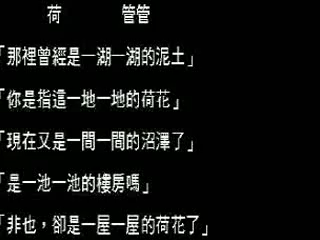 荷 管管
「那裡曾經是一湖一湖的泥土」
「你是指這一地一地的荷花」
「現在又是一間一間的沼澤了」
「是一池一池的樓房嗎」
「非也，卻是一屋一屋的荷花了」